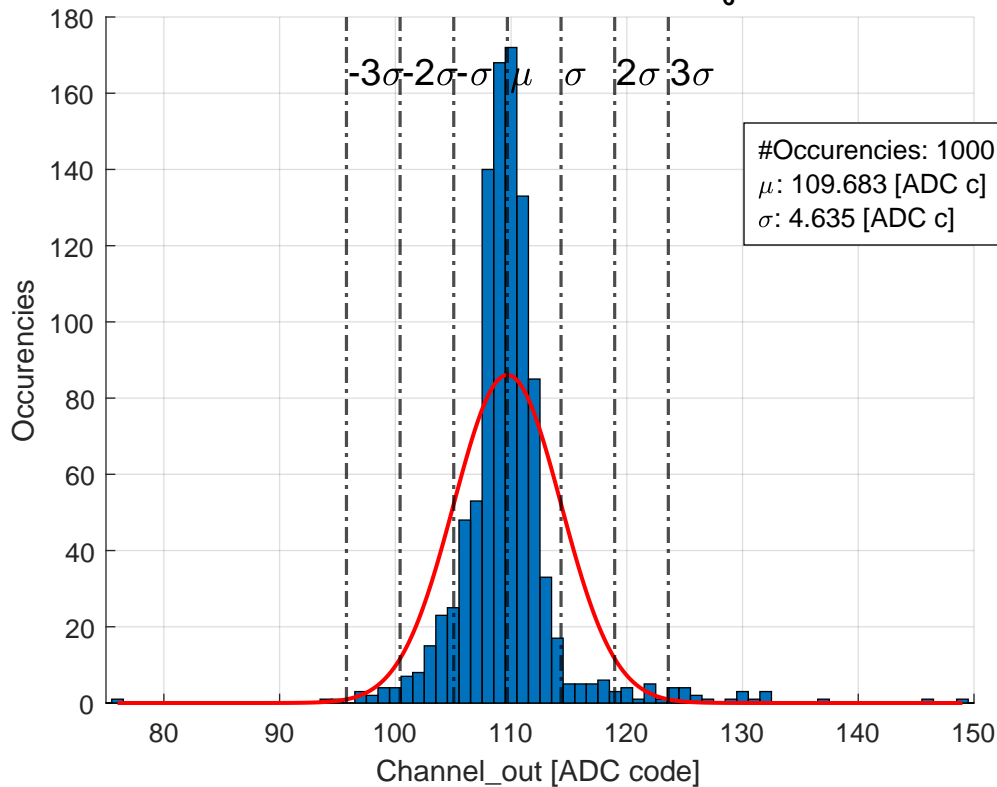 180
160
140
120
100
80
60
40
20
0
Occurencies
-3σ -2σ -σ μ σ 2σ 3σ
#Occurencies: 1000
μ: 109.683 [ADC c]
σ: 4.635 [ADC c]
80 90 100 110 120 130 140 150
Channel_out [ADC code]